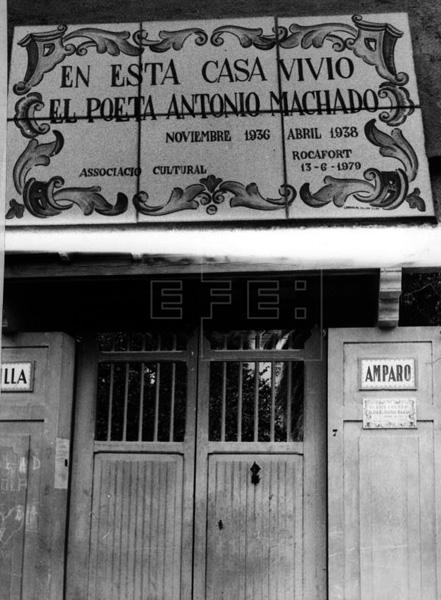 EN ESTA CASA VIVIO
EL POETA ANTONIO MACHADO
NOVIEMBRE 1936 ABRIL 1938
ASSOCIACIO CULTURAL ROCAFORT
13-6-1979
EFE:
LLA
AMPARO
7